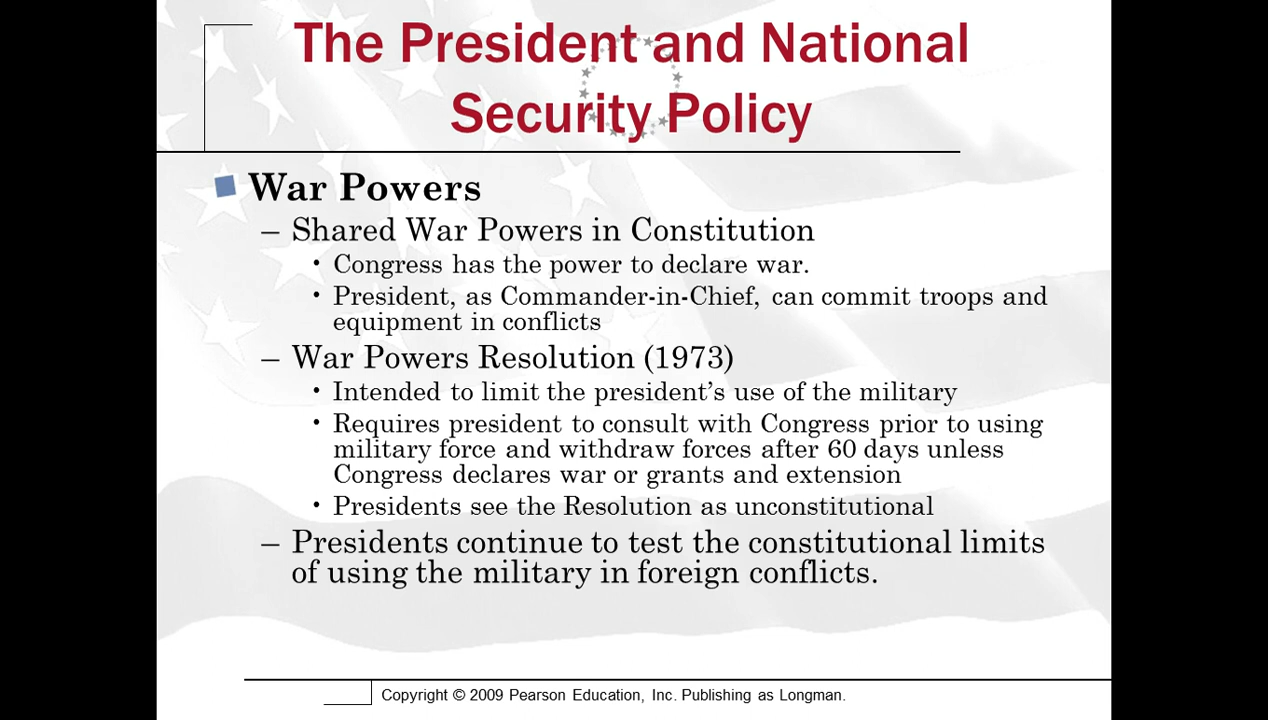 The President and National
Security Policy
War Powers
– Shared War Powers in Constitution
• Congress has the power to declare war.
• President, as Commander-in-Chief, can commit troops and
equipment in conflicts
– War Powers Resolution (1973)
• Intended to limit the president’s use of the military
• Requires president to consult with Congress prior to using
military force and withdraw forces after 60 days unless
Congress declares war or grants and extension
• Presidents see the Resolution as unconstitutional
– Presidents continue to test the constitutional limits
of using the military in foreign conflicts.
Copyright © 2009 Pearson Education, Inc. Publishing as Longman.